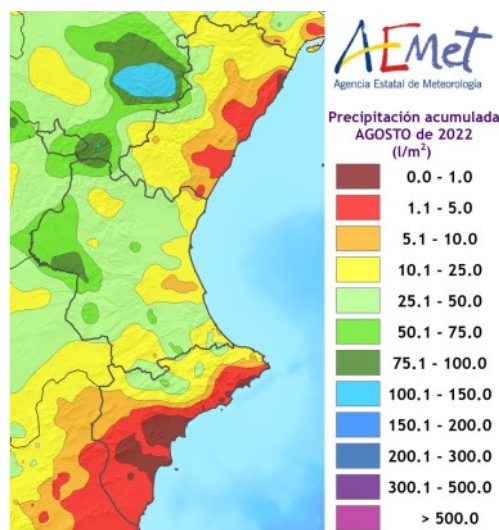 AEMet
Agencia Estatal de Meteorología
Precipitación acumulada
AGOSTO de 2022
(l/m²)
0.0 - 1.0
1.1 - 5.0
5.1 - 10.0
10.1 - 25.0
25.1 - 50.0
50.1 - 75.0
75.1 - 100.0
100.1 - 150.0
150.1 - 200.0
200.1 - 300.0
300.1 - 500.0
> 500.0